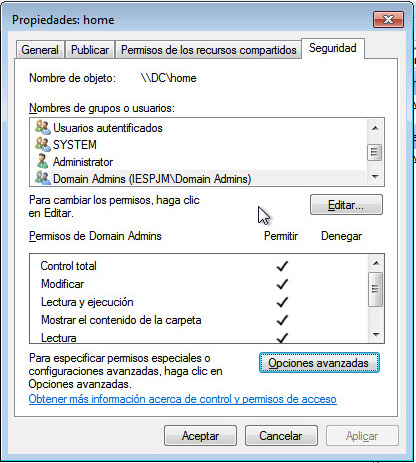 Propiedades: home
General Publicar Permisos de los recursos compartidos Seguridad
Nombre de objeto: \\DC\home
Nombres de grupos o usuarios:
Usuarios autentificados
SYSTEM
Administrator
Domain Admins (IESPJM\Domain Admins)
Para cambiar los permisos, haga clic
en Editar.
Editar...
Permisos de Domain Admins Permitir Denegar
Control total
Modificar
Lectura y ejecución
Mostrar el contenido de la carpeta
Lectura
Para especificar permisos especiales o
configuraciones avanzadas, haga clic en
Opciones avanzadas.
Opciones avanzadas
Obtener más información acerca de control y permisos de acceso
Aceptar Cancelar Aplicar